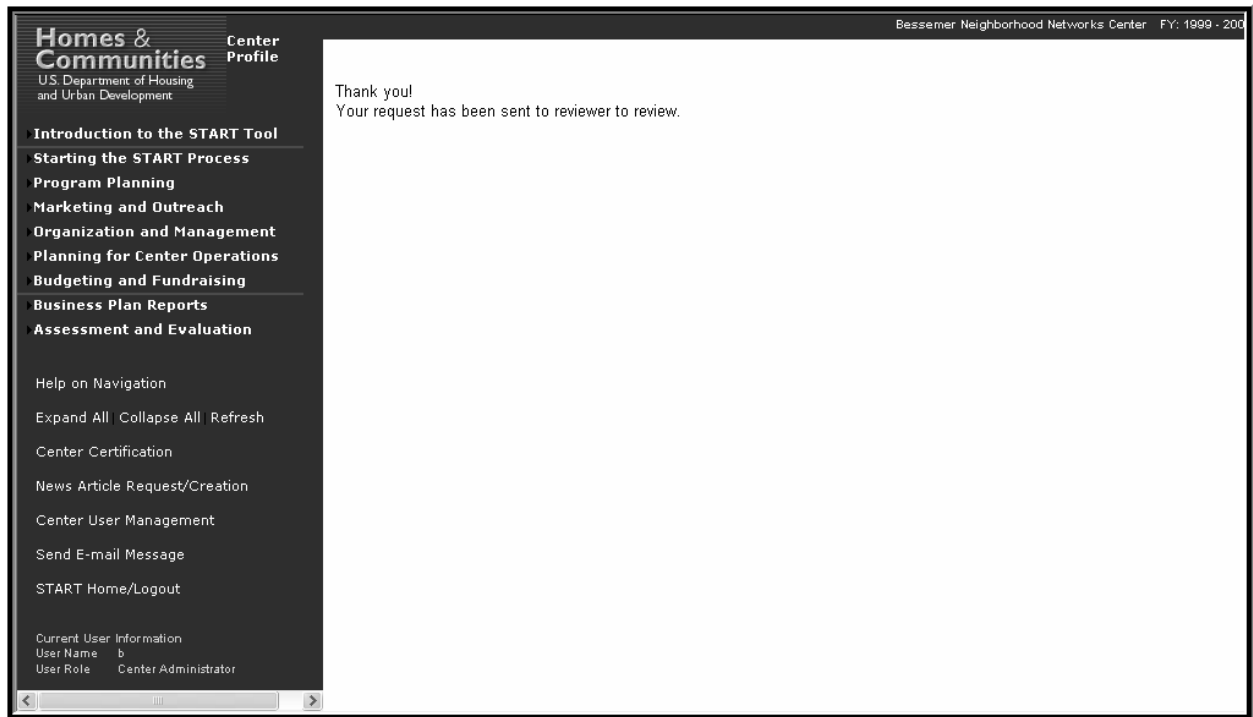 Bessemer Neighborhood Networks Center FY: 1999 - 200
Homes &
Communities
Center
Profile
U.S. Department of Housing
and Urban Development
Thank you!
Your request has been sent to reviewer to review.
Introduction to the START Tool
Starting the START Process
Program Planning
Marketing and Outreach
Organization and Management
Planning for Center Operations
Budgeting and Fundraising
Business Plan Reports
Assessment and Evaluation
Help on Navigation
Expand All | Collapse All | Refresh
Center Certification
News Article Request/Creation
Center User Management
Send E-mail Message
START Home/Logout
Current User Information
User Name b
User Role Center Administrator